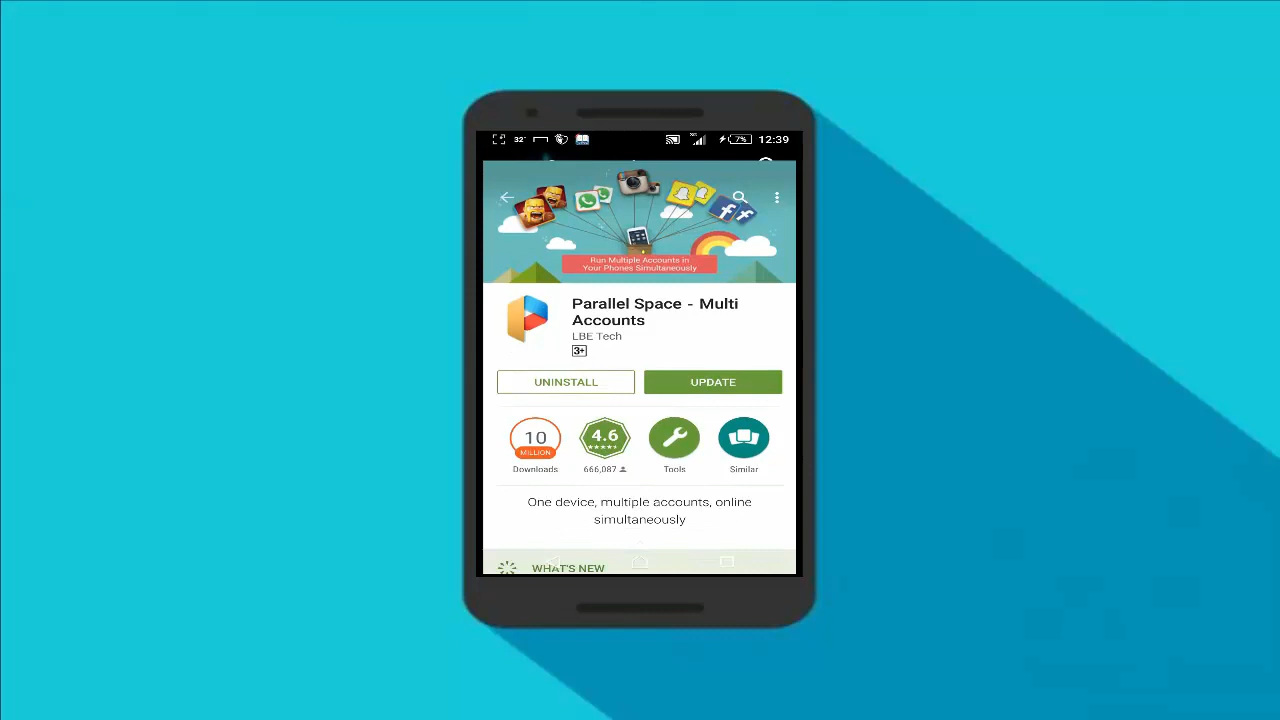 32°
7%
12:39
Run Multiple Accounts in
Your Phones Simultaneously
Parallel Space - Multi
Accounts
LBE Tech
3+
UNINSTALL
UPDATE
10
MILLION
4.6
Downloads
666,087
Tools
Similar
One device, multiple accounts, online
simultaneously
WHAT'S NEW